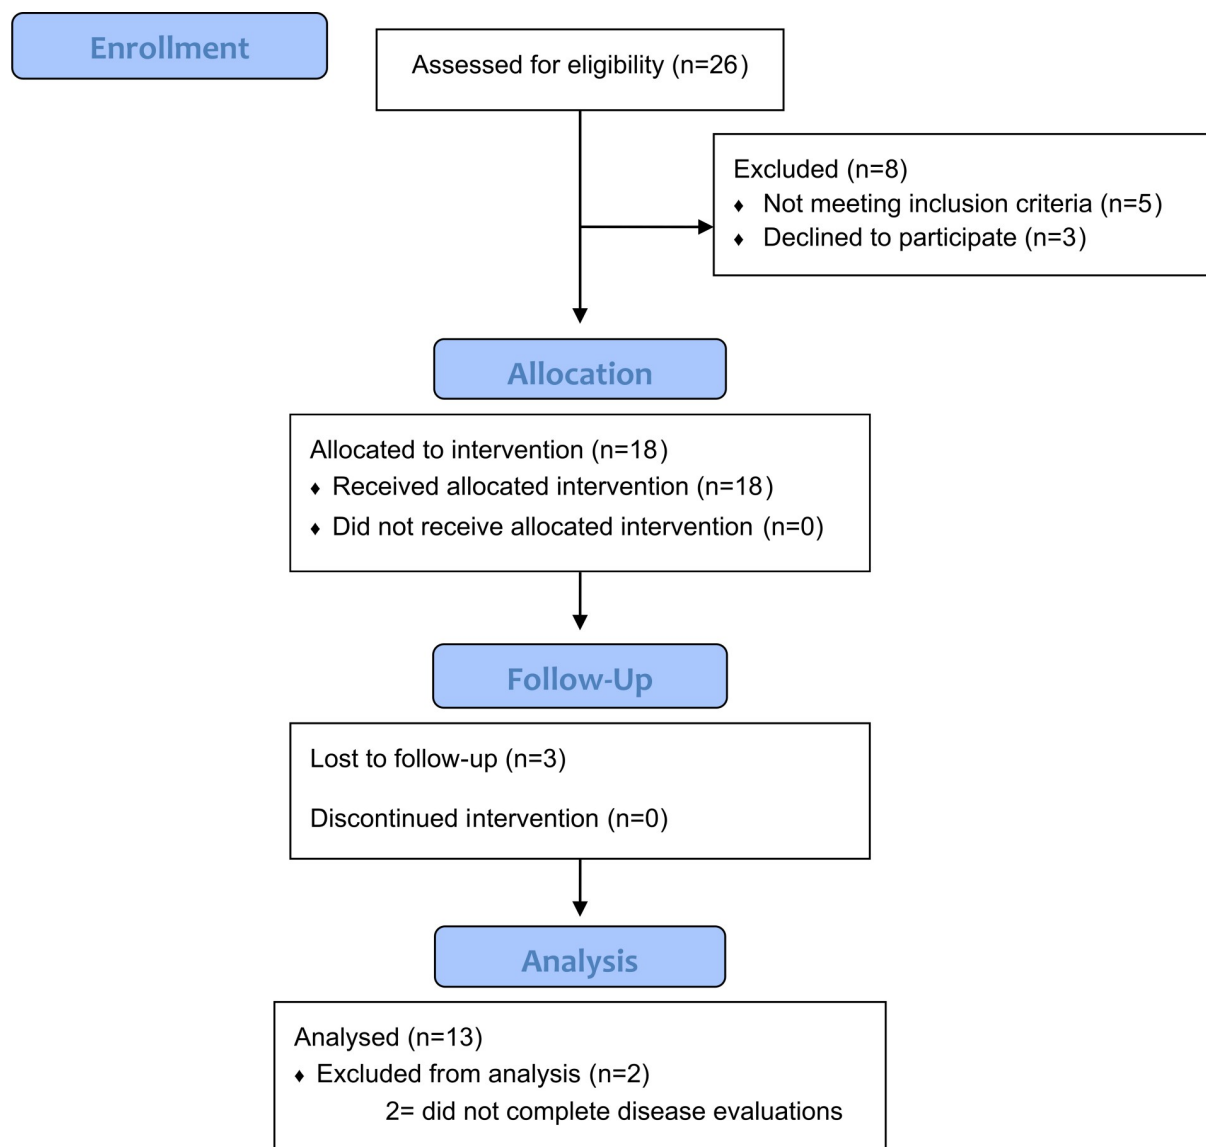 Enrollment
Assessed for eligibility (n=26)
Excluded (n=8)
♦ Not meeting inclusion criteria (n=5)
♦ Declined to participate (n=3)
Allocation
Allocated to intervention (n=18)
♦ Received allocated intervention (n=18)
♦ Did not receive allocated intervention (n=0)
Follow-Up
Lost to follow-up (n=3)
Discontinued intervention (n=0)
Analysis
Analysed (n=13)
♦ Excluded from analysis (n=2)
2= did not complete disease evaluations